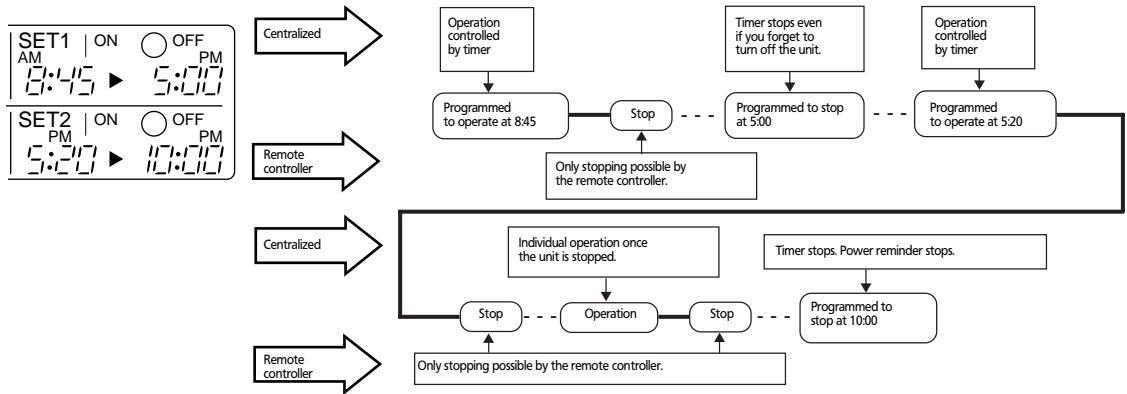 SET1 | ON OFF
AM PM
8:45 ▶ 5:00
SET2 | ON OFF
PM PM
5:20 ▶ 10:00
Centralized
Operation
controlled
by timer
Timer stops even
if you forget to
turn off the unit.
Operation
controlled
by timer
Programmed
to operate at 8:45
Stop
Programmed to stop
at 5:00
Programmed
to operate at 5:20
Remote
controller
Only stopping possible by
the remote controller.
Centralized
Individual operation once
the unit is stopped.
Timer stops. Power reminder stops.
Stop
Operation
Stop
Programmed to
stop at 10:00
Remote
controller
Only stopping possible by the remote controller.